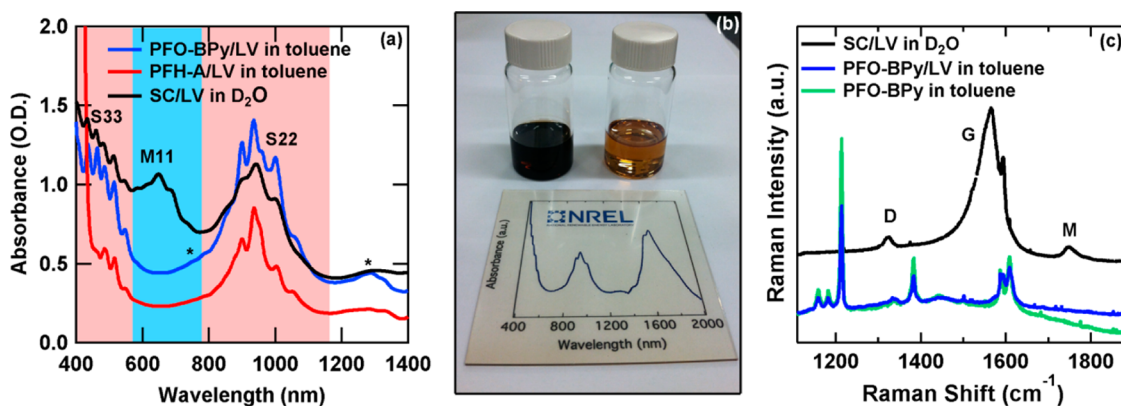 2.0
1.5
1.0
0.5
0.0
Absorbance (O.D.)
(a)
PFO-BPy/LV in toluene
PFH-A/LV in toluene
SC/LV in D₂O
S33
M11
S22
*
*
400 600 800 1000 1200 1400
Wavelength (nm)
(b)
NREL
Absorbance (a.u.)
400 800 1200 1600 2000
Wavelength (nm)
(c)
SC/LV in D₂O
PFO-BPy/LV in toluene
PFO-BPy in toluene
G
D
M
Raman Intensity (a.u.)
1200 1400 1600 1800
Raman Shift (cm⁻¹)